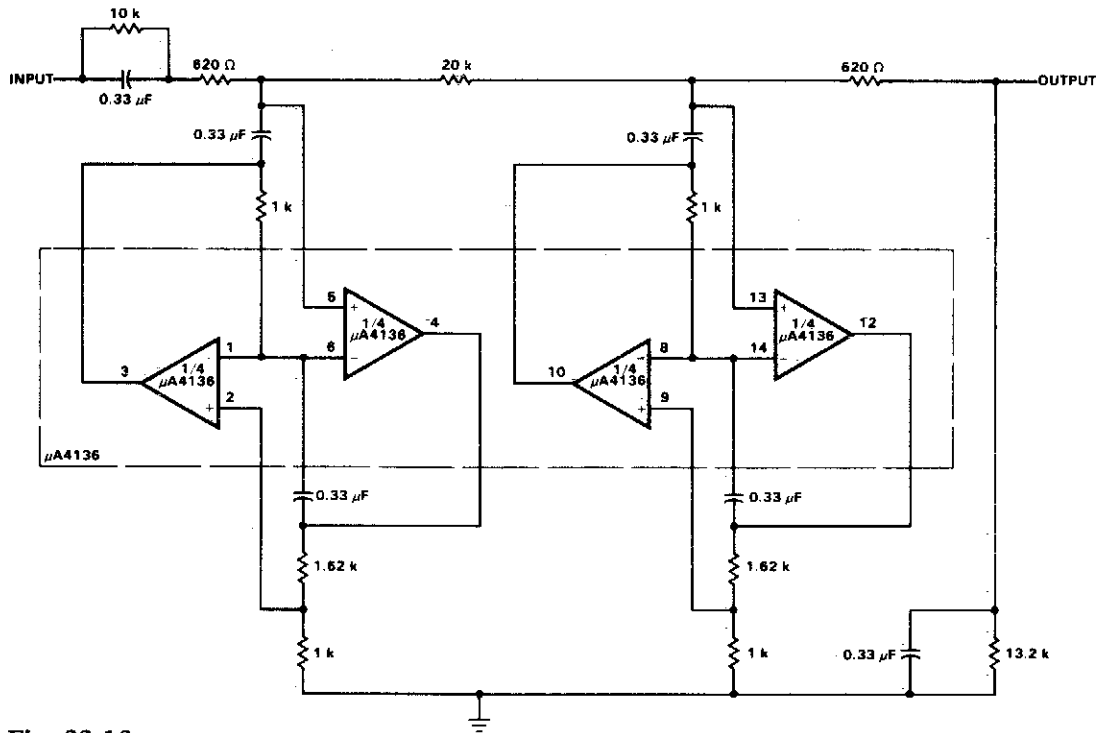 10 k
INPUT
0.33 µF
620 Ω
20 k
620 Ω
OUTPUT
0.33 µF
0.33 µF
1 k
1 k
5
+
1/4
µA4136
4
6
−
1
−
1/4
µA4136
3
2
+
13
+
1/4
µA4136
12
14
−
8
−
1/4
µA4136
10
9
+
µA4136
0.33 µF
0.33 µF
1.62 k
1.62 k
1 k
1 k
0.33 µF
13.2 k